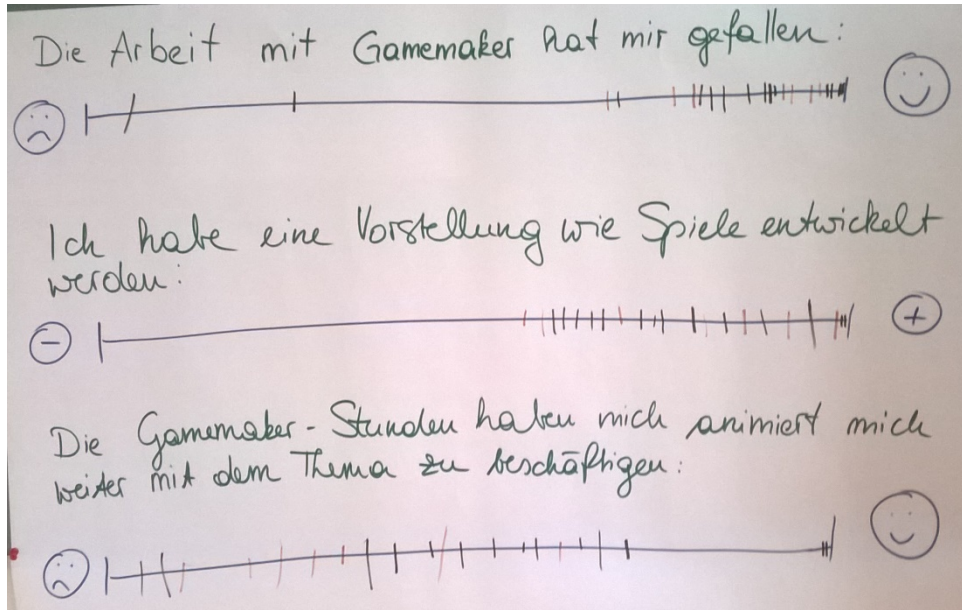 Die Arbeit mit Gamemaker hat mir gefallen:
Ich habe eine Vorstellung wie Spiele entwickelt
werden:
- +
Die Gamemaker-Stunden haben mich animiert mich
weiter mit dem Thema zu beschäftigen: